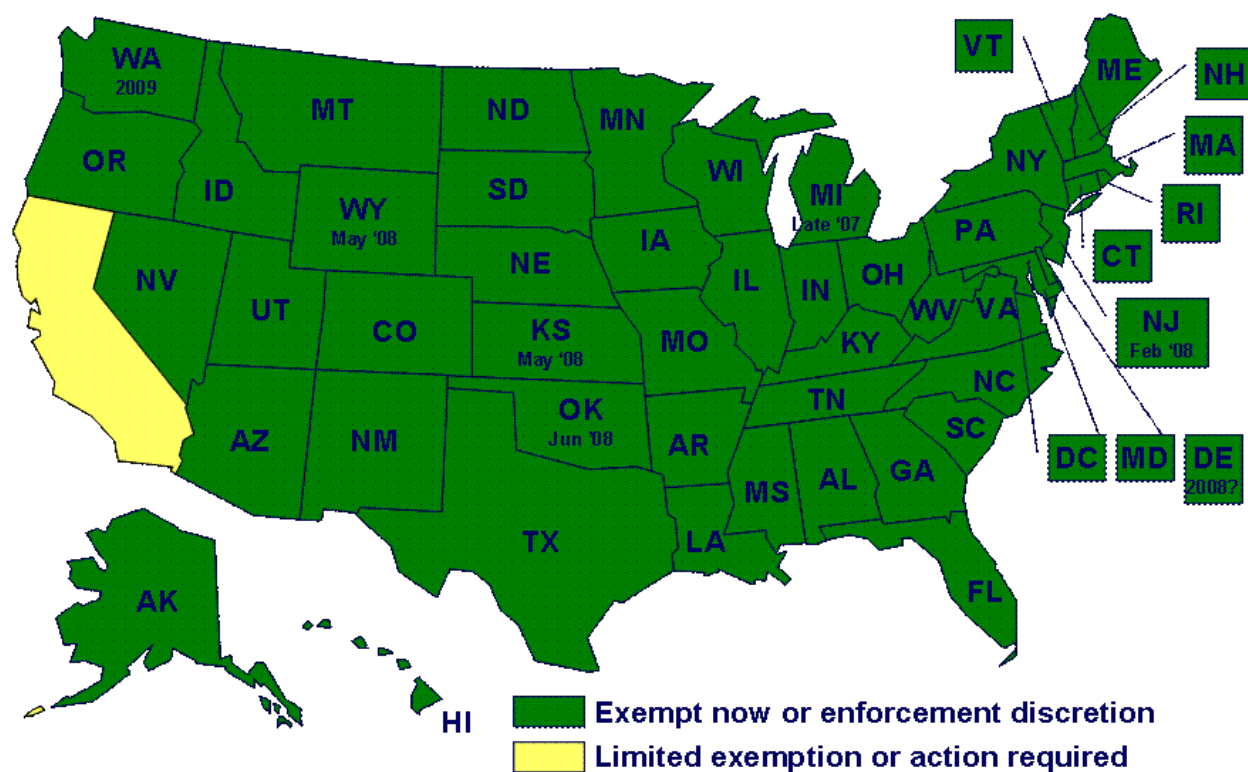 VT
WA
2009
ME
NH
MT
ND
MN
OR
MA
NY
WI
ID
SD
MI
Late ‘07
WY
May ‘08
RI
PA
IA
CT
NE
OH
NV
IL
IN
UT
WV
VA
NJ
Feb ‘08
CO
KS
May ‘08
MO
KY
NC
TN
OK
Jun ‘08
AZ
NM
AR
SC
DC
MD
DE
2008?
MS
AL
GA
TX
LA
FL
AK
HI
Exempt now or enforcement discretion
Limited exemption or action required